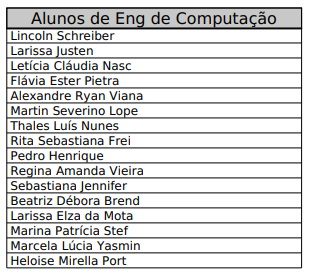 Alunos de Eng de Computação
Lincoln Schreiber
Larissa Justen
Letícia Cláudia Nasc
Flávia Ester Pietra
Alexandre Ryan Viana
Martin Severino Lope
Thales Luís Nunes
Rita Sebastiana Frei
Pedro Henrique
Regina Amanda Vieira
Sebastiana Jennifer
Beatriz Débora Brend
Larissa Elza da Mota
Marina Patrícia Stef
Marcela Lúcia Yasmin
Heloise Mirella Port